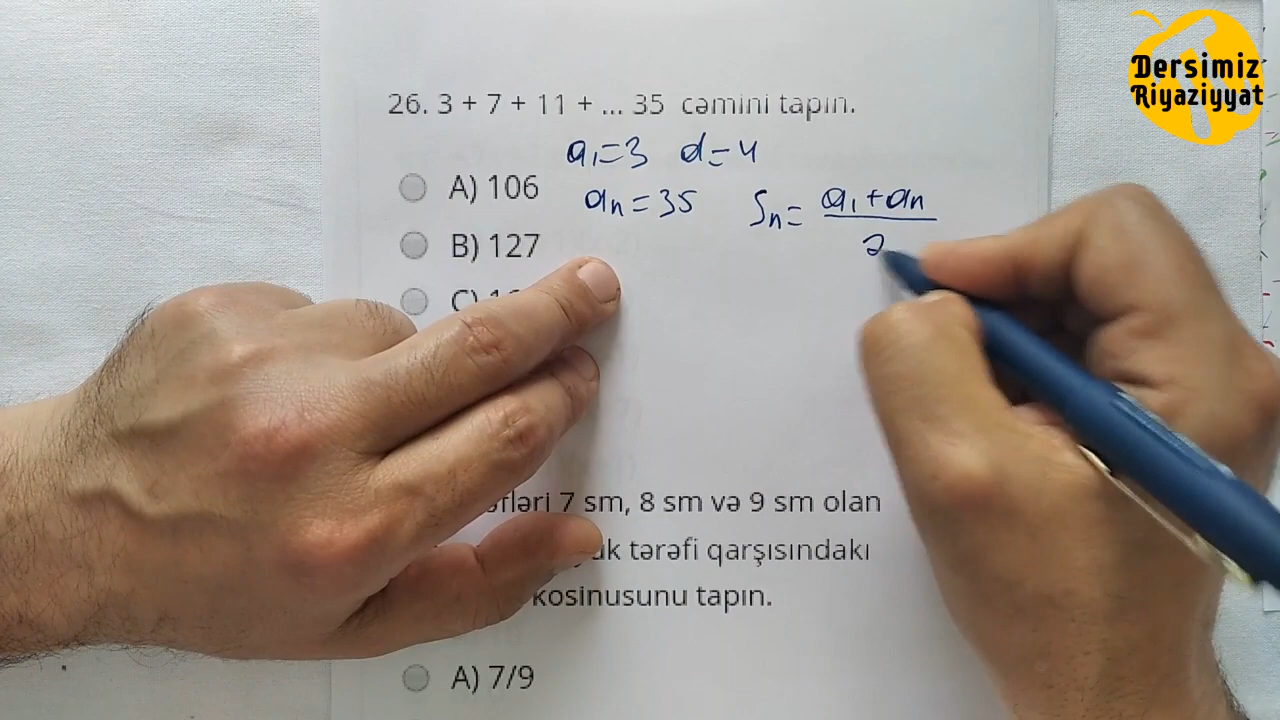 Dersimiz
Riyaziyyat
26. 3 + 7 + 11 + ... 35 cəmini tapın.
a₁=3 d=4
A) 106
aₙ=35 Sₙ= a₁+aₙ
2
B) 127
C)
7 sm, 8 sm və 9 sm olan
tərəfi qarşısındakı
kosinusunu tapın.
A) 7/9